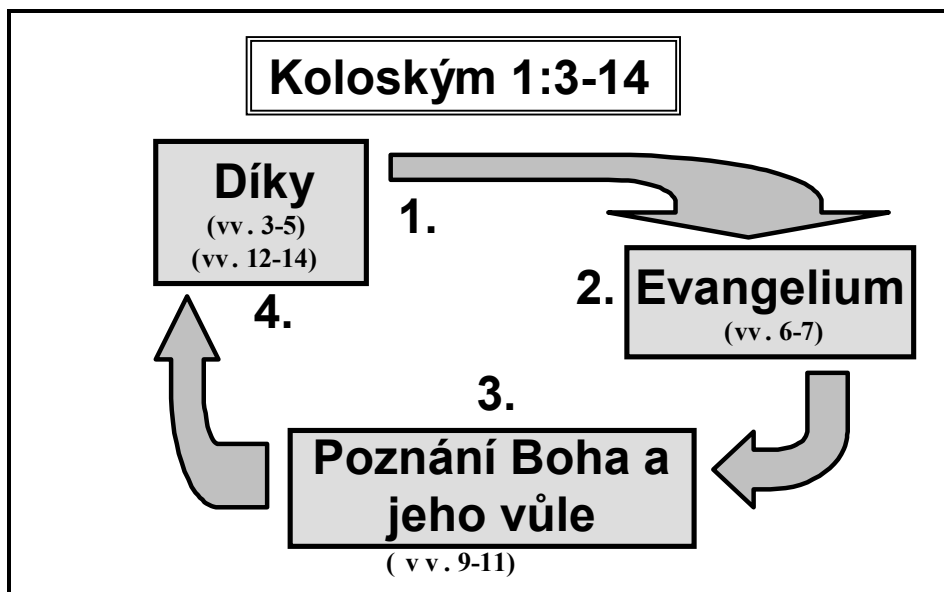 Koloským 1:3-14
Díky
(vv. 3-5)
(vv. 12-14)
1.
2.
Evangelium
(vv. 6-7)
3.
Poznání Boha a
jeho vůle
( v v . 9-11)
4.